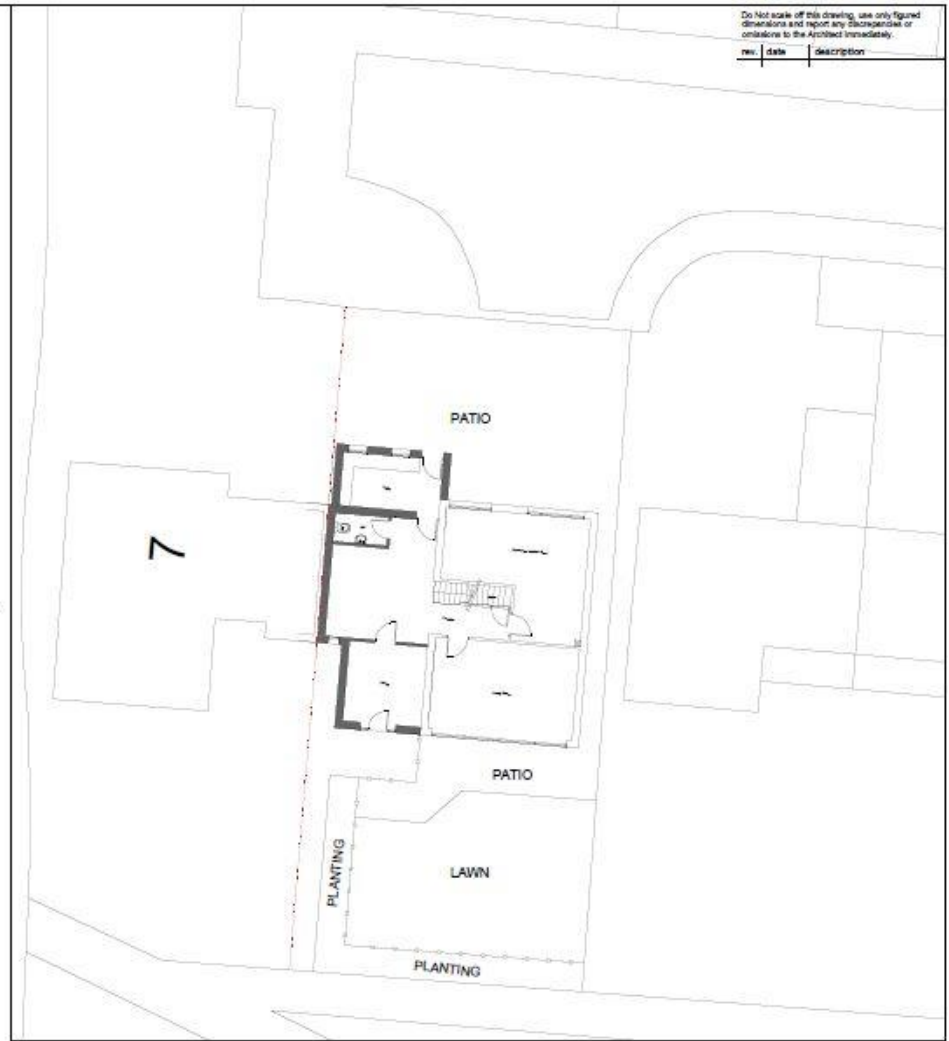 Do Not scale off this drawing, use only figured
dimensions and report any discrepancies or
omissions to the Architect immediately.
rev. date description
PATIO
7
PATIO
PLANTING
LAWN
PLANTING